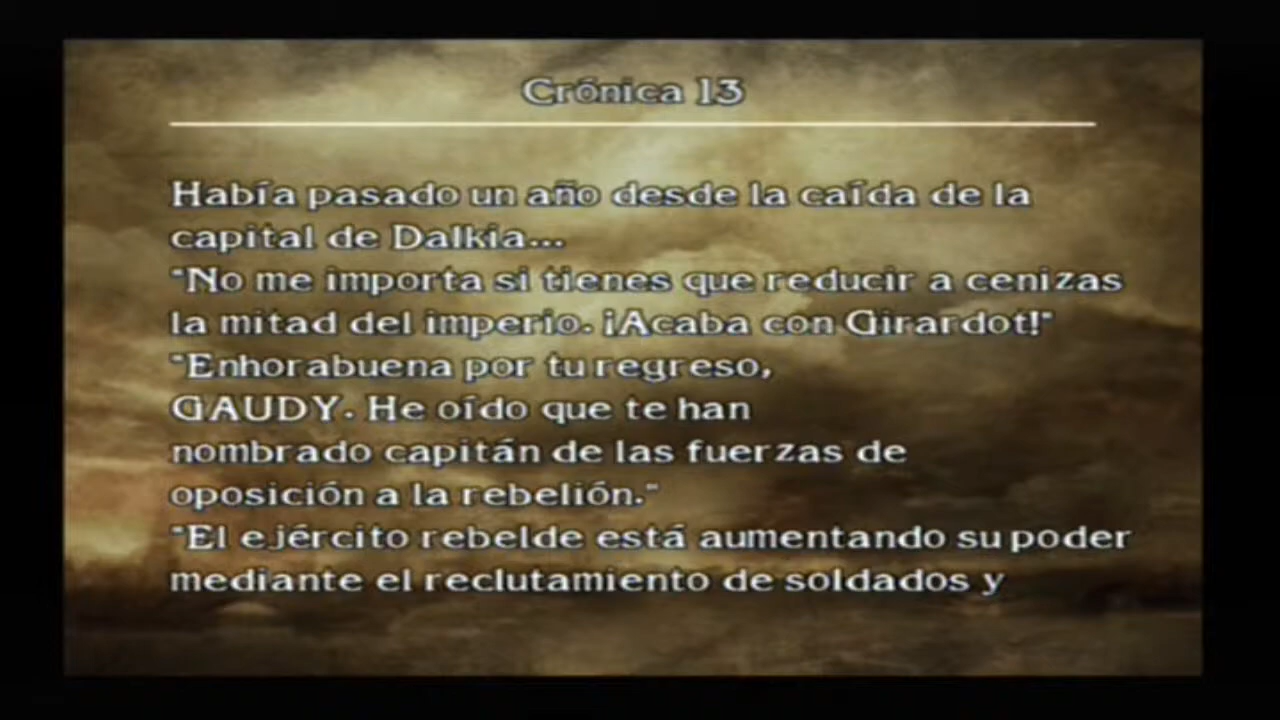 Crónica 13
Había pasado un año desde la caída de la
capital de Dalkia...
"No me importa si tienes que reducir a cenizas
la mitad del imperio. ¡Acaba con Girardot!"
"Enhorabuena por tu regreso,
GAUDY. He oído que te han
nombrado capitán de las fuerzas de
oposición a la rebelión."
"El ejército rebelde está aumentando su poder
mediante el reclutamiento de soldados y